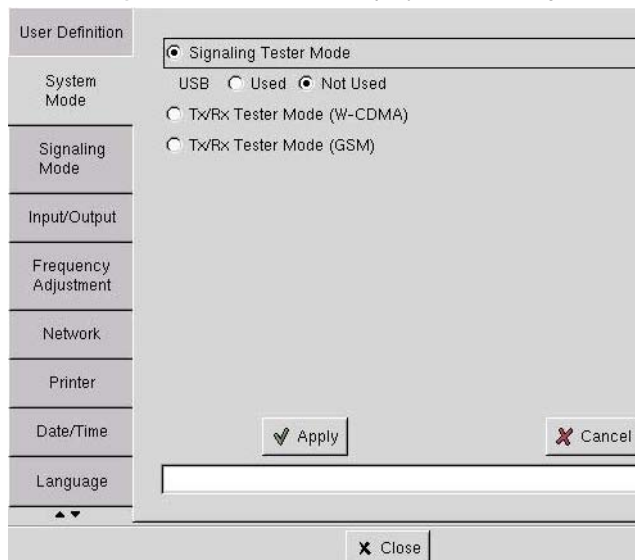 User Definition
System
Mode
Signaling
Mode
Input/Output
Frequency
Adjustment
Network
Printer
Date/Time
Language
Signaling Tester Mode
USB Used Not Used
Tx/Rx Tester Mode (W-CDMA)
Tx/Rx Tester Mode (GSM)
Apply
Cancel
Close